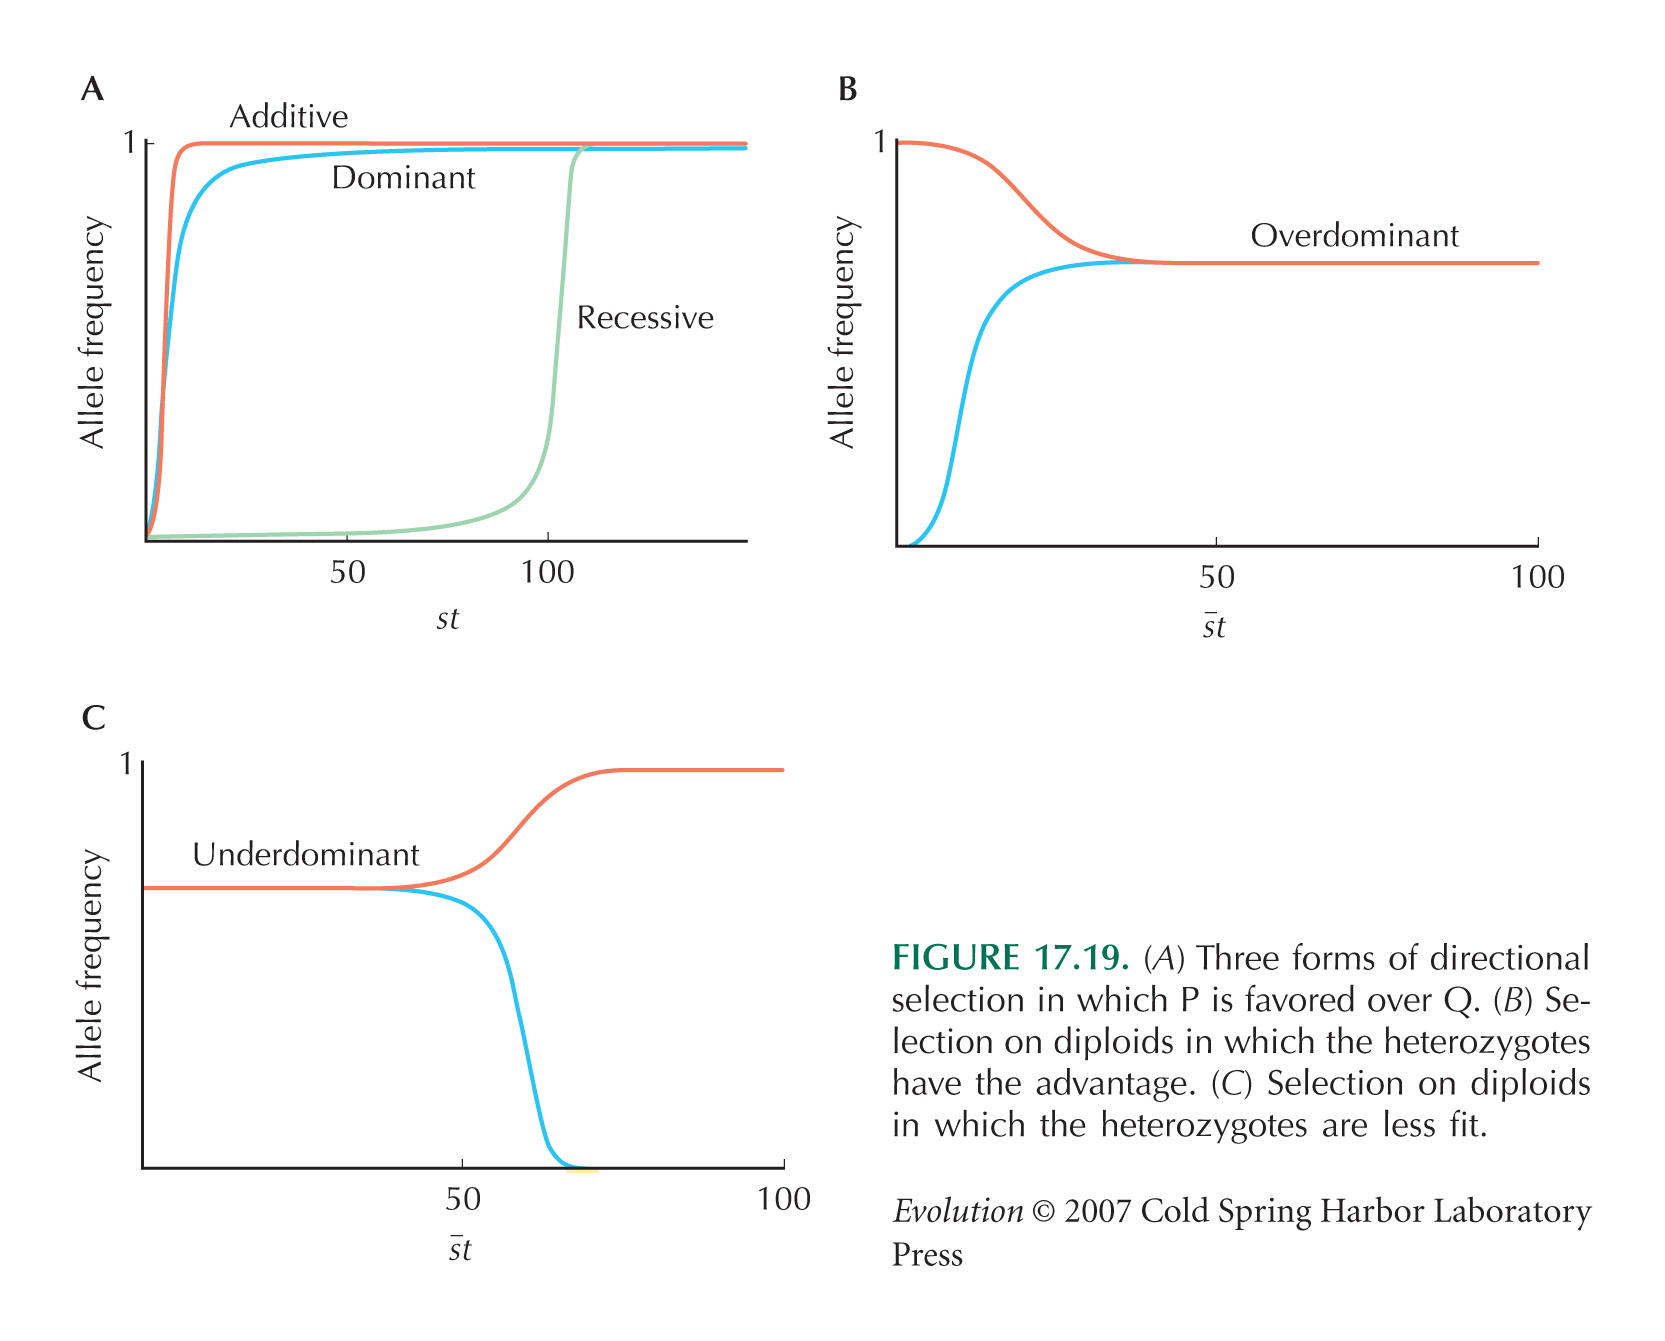 A
Additive
1
Dominant
Recessive
Allele frequency
50 100
st
B
1
Overdominant
Allele frequency
50 100
s̅t
C
1
Underdominant
Allele frequency
50 100
s̅t
FIGURE 17.19. (A) Three forms of directional
selection in which P is favored over Q. (B) Se-
lection on diploids in which the heterozygotes
have the advantage. (C) Selection on diploids
in which the heterozygotes are less fit.
Evolution © 2007 Cold Spring Harbor Laboratory
Press